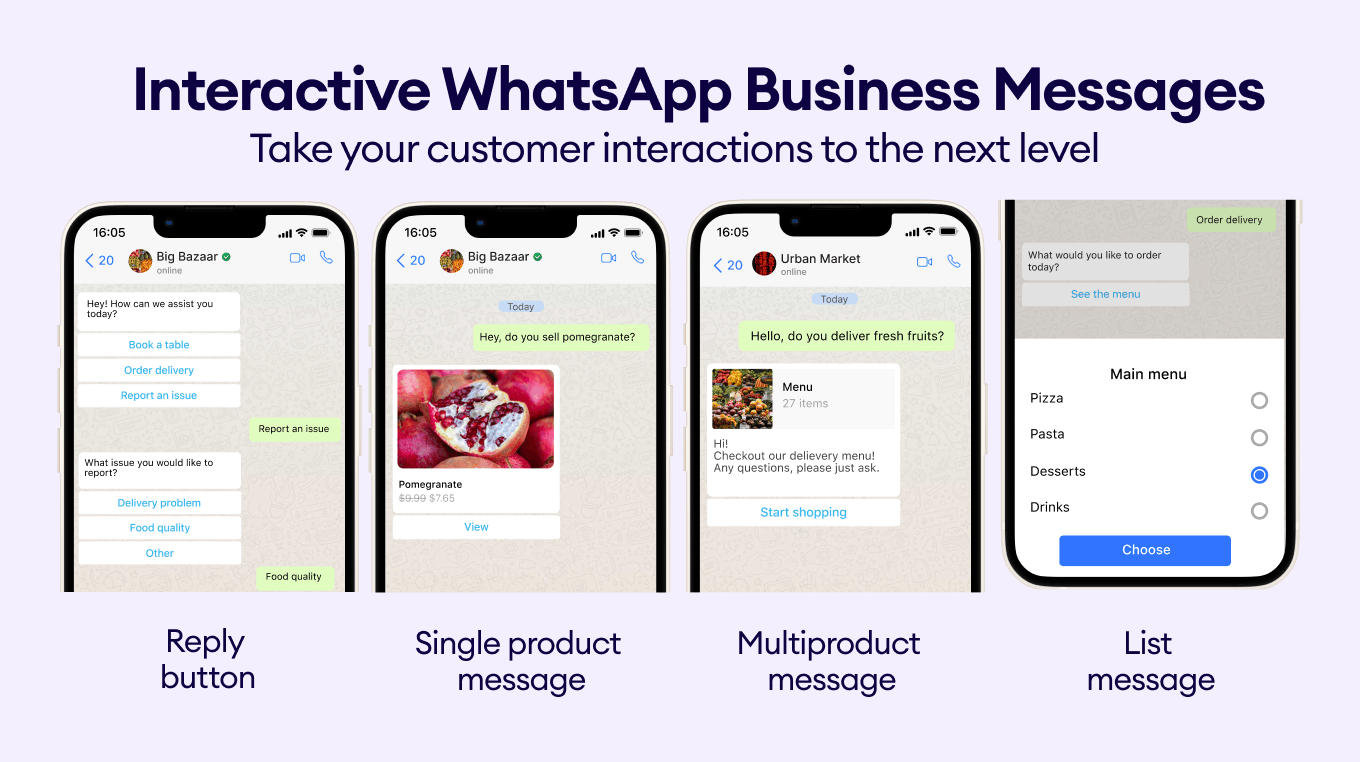 Interactive WhatsApp Business Messages
Take your customer interactions to the next level
16:05
20
Big Bazaar
online
Hey! How can we assist you
today?
Book a table
Order delivery
Report an issue
Report an issue
What issue you would like to
report?
Delivery problem
Food quality
Other
Food quality
Reply
button
16:05
20
Big Bazaar
online
Today
Hey, do you sell pomegranate?
Pomegranate
$9.99 $7.65
View
Single product
message
16:05
20
Urban Market
online
Today
Hello, do you deliver fresh fruits?
Menu
27 items
Hi!
Checkout our delievery menu!
Any questions, please just ask.
Start shopping
Multiproduct
message
Order delivery
What would you like to order
today?
See the menu
Main menu
Pizza
Pasta
Desserts
Drinks
Choose
List
message